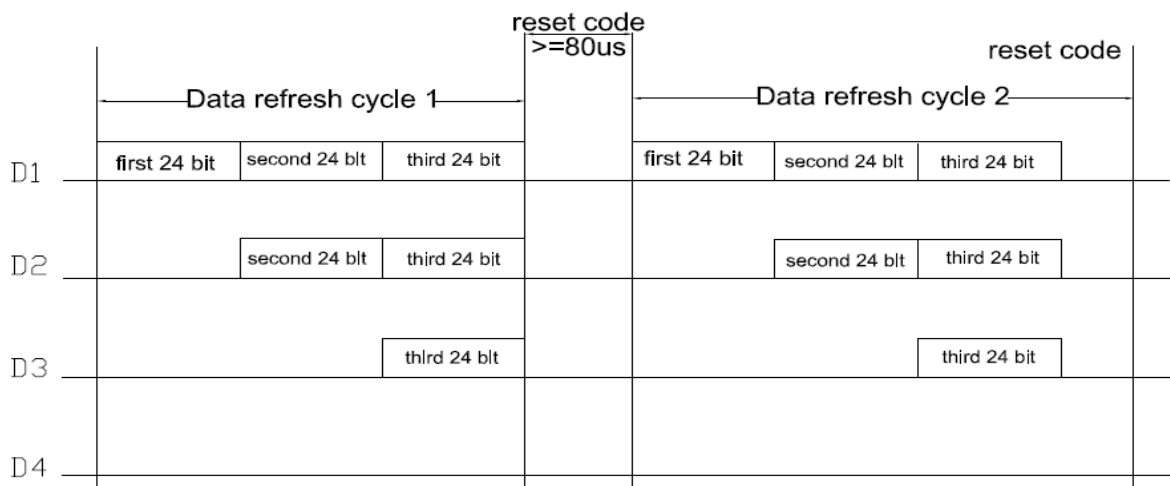 reset code
>=80us
reset code
Data refresh cycle 1
Data refresh cycle 2
D1
first 24 bit
second 24 blt
third 24 bit
first 24 bit
second 24 blt
third 24 bit
D2
second 24 blt
third 24 bit
second 24 blt
third 24 bit
D3
thlrd 24 blt
third 24 bit
D4